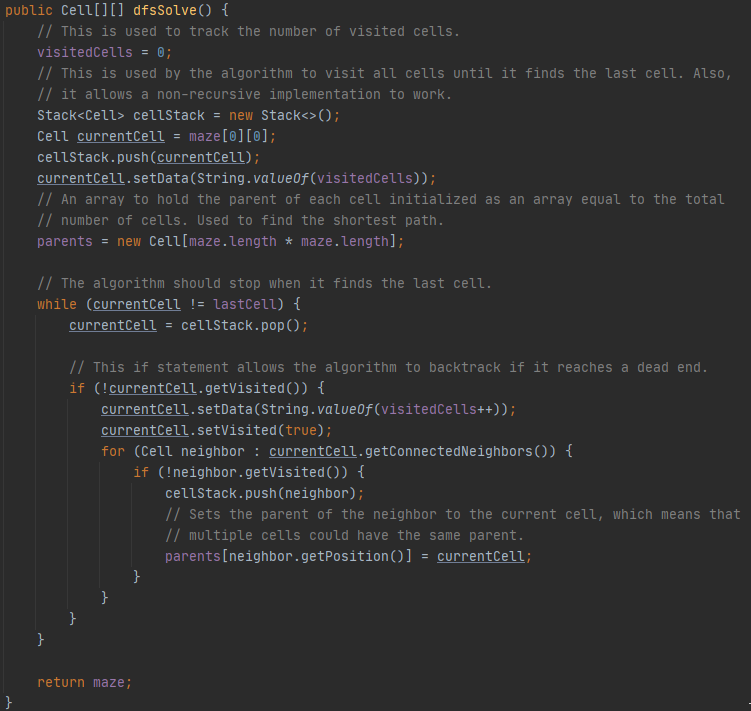 public Cell[][] dfsSolve() {
    // This is used to track the number of visited cells.
    visitedCells = 0;
    // This is used by the algorithm to visit all cells until it finds the last cell. Also,
    // it allows a non-recursive implementation to work.
    Stack<Cell> cellStack = new Stack<>();
    Cell currentCell = maze[0][0];
    cellStack.push(currentCell);
    currentCell.setData(String.valueOf(visitedCells));
    // An array to hold the parent of each cell initialized as an array equal to the total
    // number of cells. Used to find the shortest path.
    parents = new Cell[maze.length * maze.length];

    // The algorithm should stop when it finds the last cell.
    while (currentCell != lastCell) {
        currentCell = cellStack.pop();

        // This if statement allows the algorithm to backtrack if it reaches a dead end.
        if (!currentCell.getVisited()) {
            currentCell.setData(String.valueOf(visitedCells++));
            currentCell.setVisited(true);
            for (Cell neighbor : currentCell.getConnectedNeighbors()) {
                if (!neighbor.getVisited()) {
                    cellStack.push(neighbor);
                    // Sets the parent of the neighbor to the current cell, which means that
                    // multiple cells could have the same parent.
                    parents[neighbor.getPosition()] = currentCell;
                }
            }
        }
    }

    return maze;
}